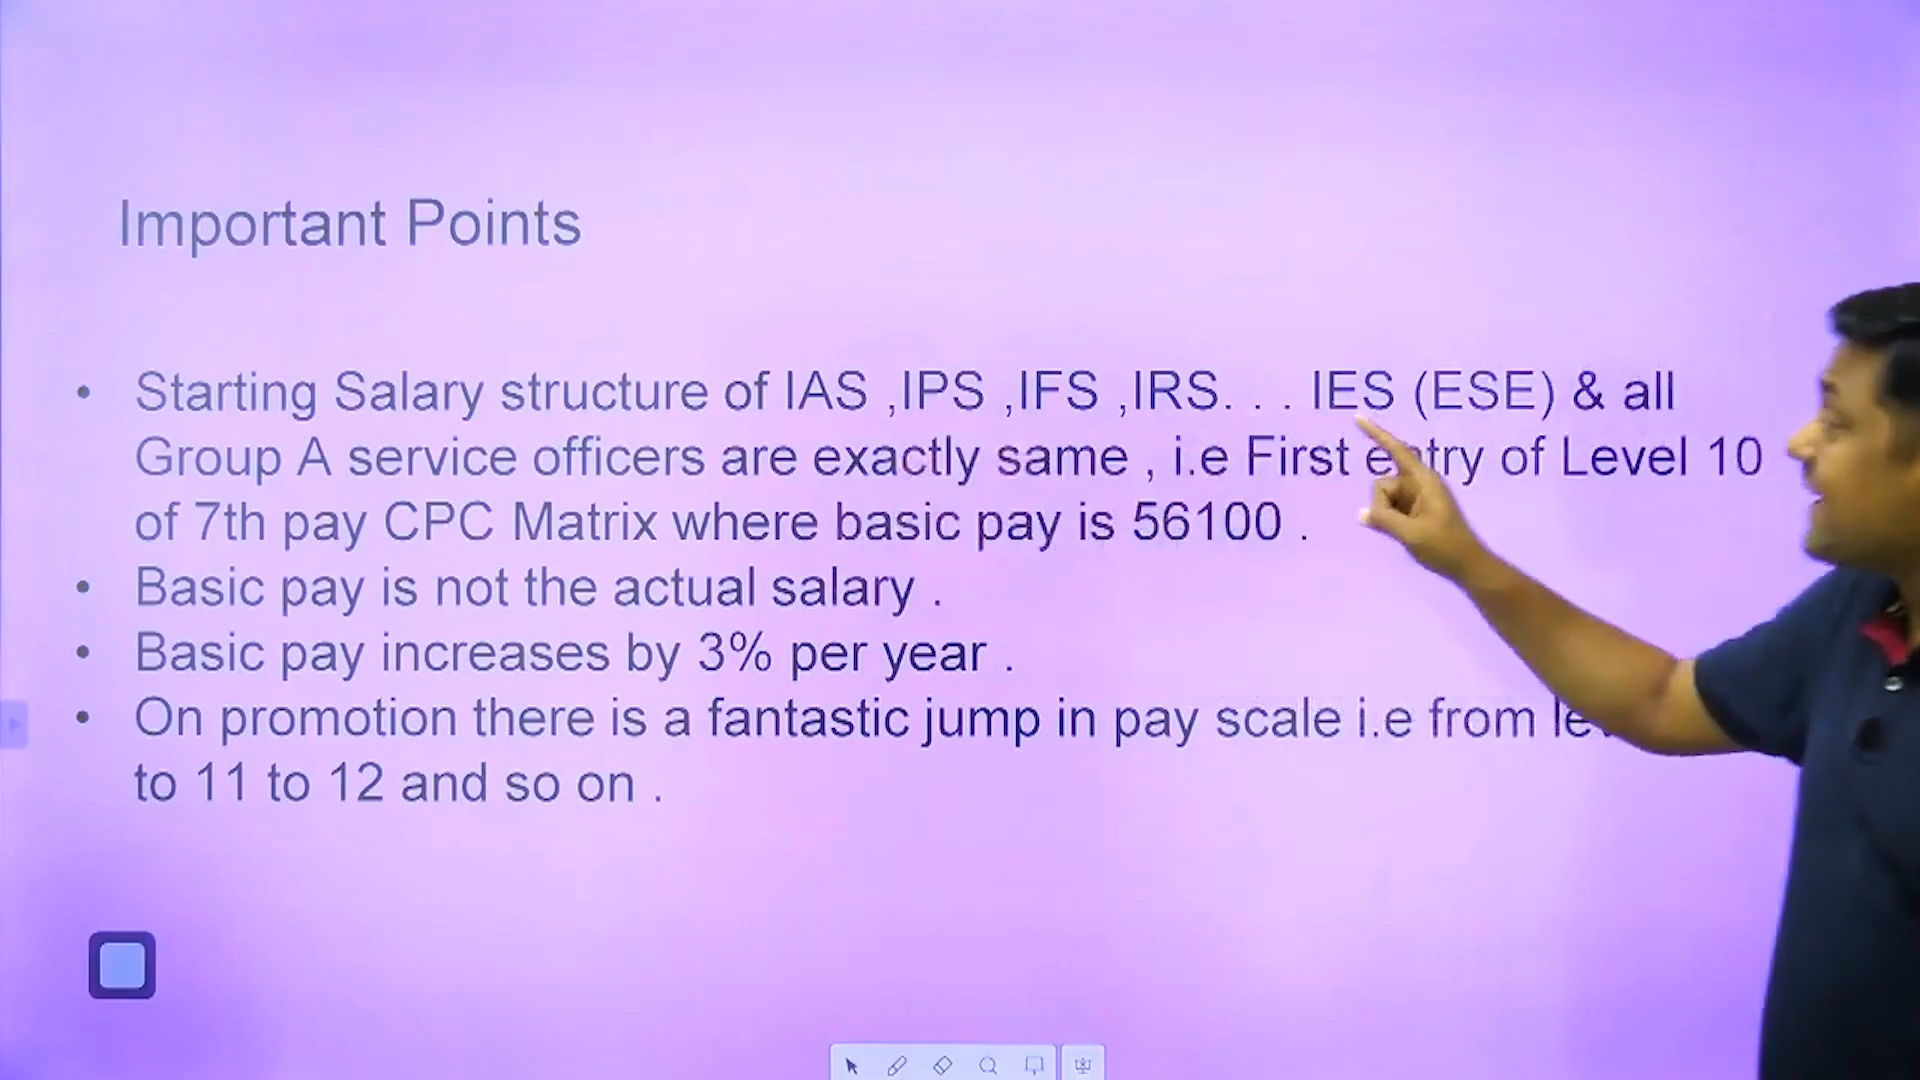 Important Points
• Starting Salary structure of IAS ,IPS ,IFS ,IRS. . . IES (ESE) & all
Group A service officers are exactly same , i.e First entry of Level 10
of 7th pay CPC Matrix where basic pay is 56100 .
• Basic pay is not the actual salary .
• Basic pay increases by 3% per year .
• On promotion there is a fantastic jump in pay scale i.e from
to 11 to 12 and so on .